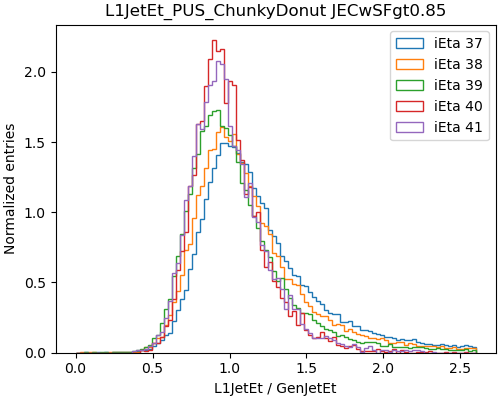 L1JetEt_PUS_ChunkyDonut JECwSFgt0.85
iEta 37
iEta 38
iEta 39
iEta 40
iEta 41
Normalized entries
2.0
1.5
1.0
0.5
0.0
0.0 0.5 1.0 1.5 2.0 2.5
L1JetEt / GenJetEt